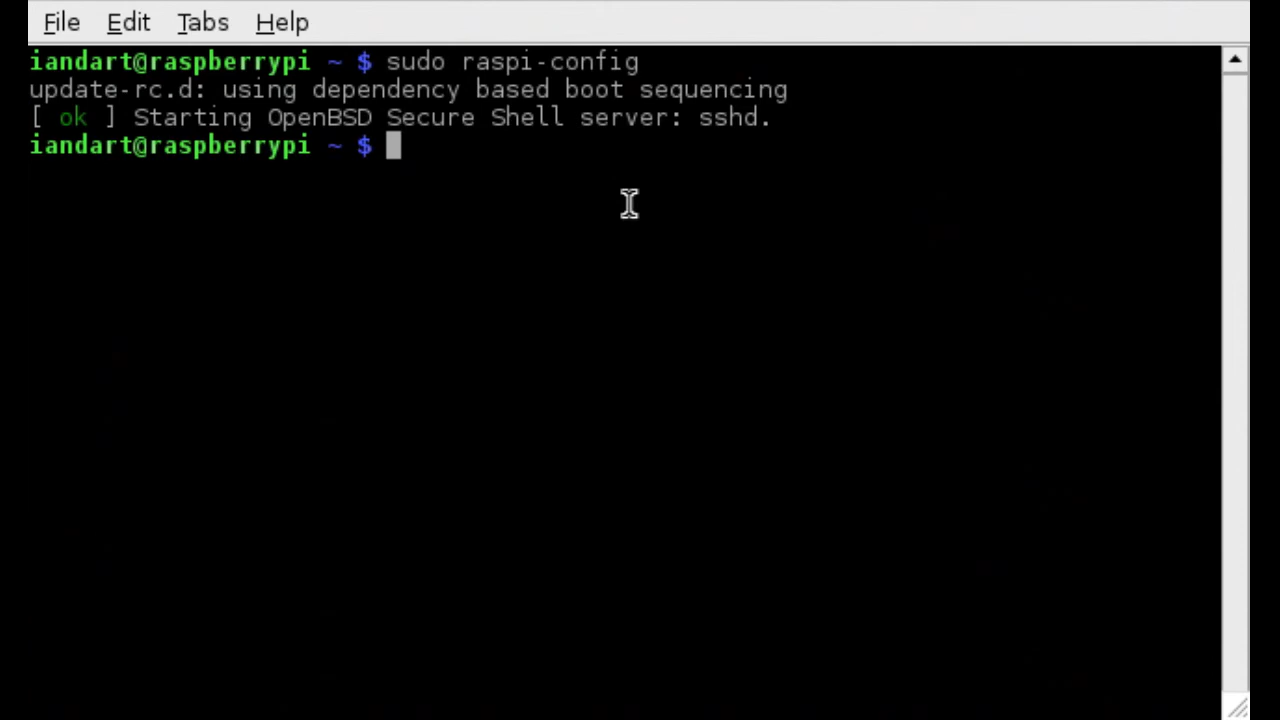 File Edit Tabs Help
iandart@raspberrypi ~ $ sudo raspi-config
update-rc.d: using dependency based boot sequencing
[ ok ] Starting OpenBSD Secure Shell server: sshd.
iandart@raspberrypi ~ $